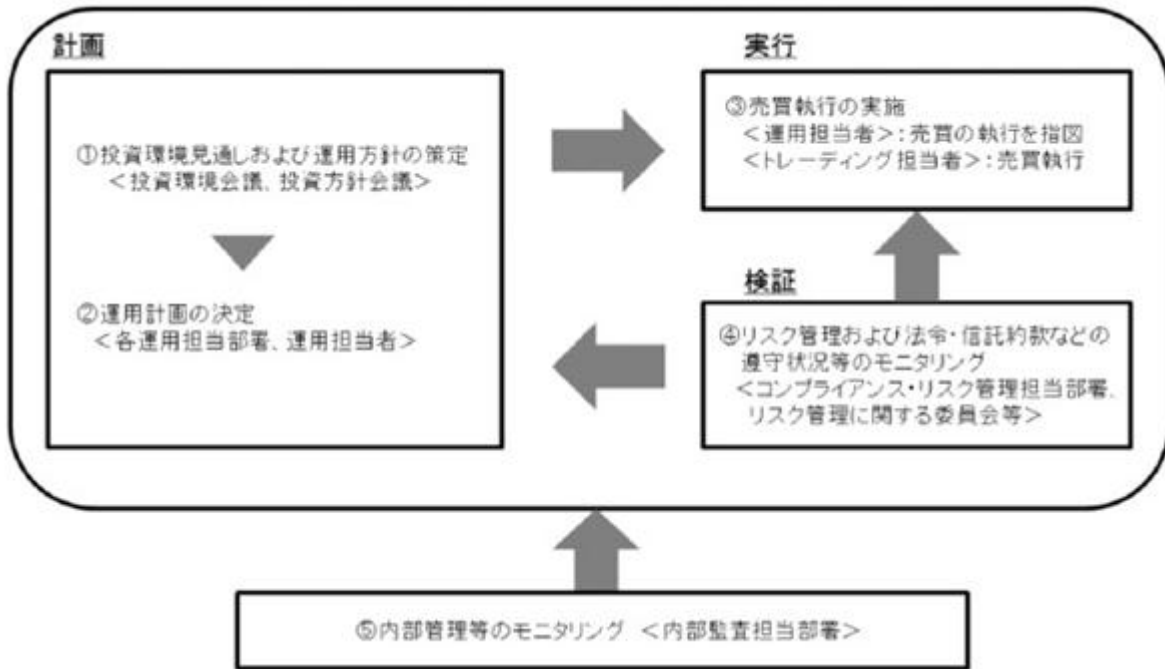 計画
①投資環境見通しおよび運用方針の策定
＜投資環境会議、投資方針会議＞
②運用計画の決定
＜各運用担当部署、運用担当者＞
実行
③売買執行の実施
＜運用担当者＞：売買の執行を指図
＜トレーディング担当者＞：売買執行
検証
④リスク管理および法令・信託約款などの
遵守状況等のモニタリング
＜コンプライアンス・リスク管理担当部署、
リスク管理に関する委員会等＞
⑤内部管理等のモニタリング ＜内部監査担当部署＞